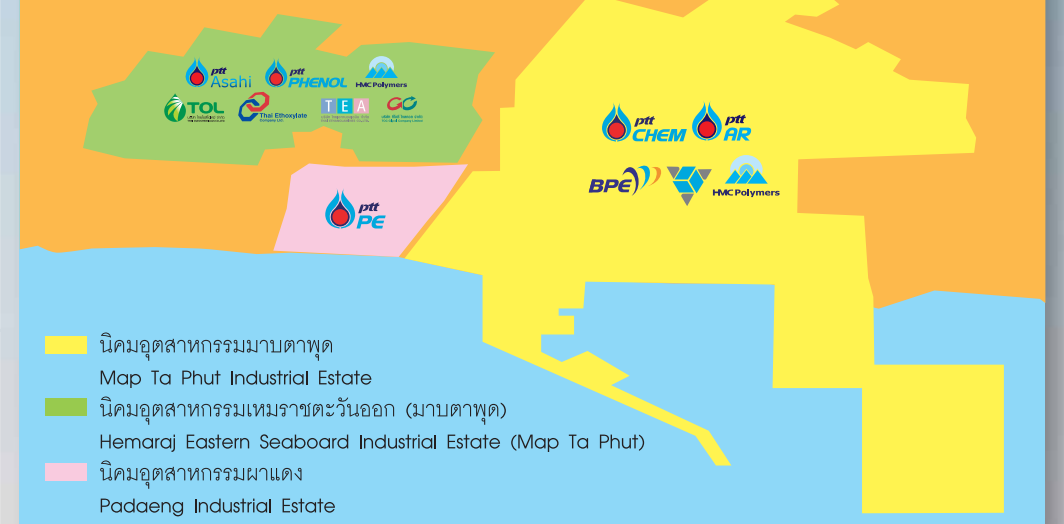 ptt Asahi
ptt PHENOL
HMC Polymers
TOL
Thai Ethoxylate
Company Ltd.
TEA
GC
ptt CHEM
ptt AR
BPE
HMC Polymers
ptt PE
นิคมอุตสาหกรรมมาบตาพุด
Map Ta Phut Industrial Estate
นิคมอุตสาหกรรมเหมราชตะวันออก (มาบตาพุด)
Hemaraj Eastern Seaboard Industrial Estate (Map Ta Phut)
นิคมอุตสาหกรรมผาแดง
Padaeng Industrial Estate